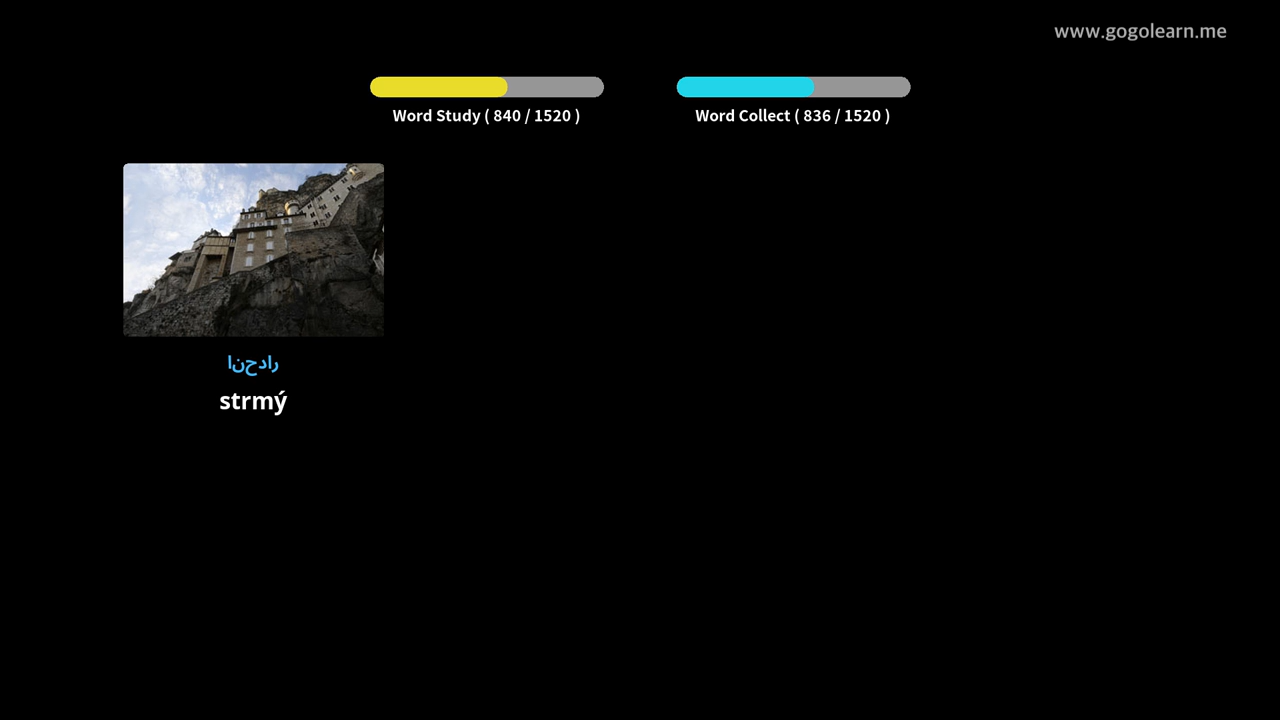 www.gogolearn.me
Word Study ( 840 / 1520 )
Word Collect ( 836 / 1520 )
انحدار
strmý